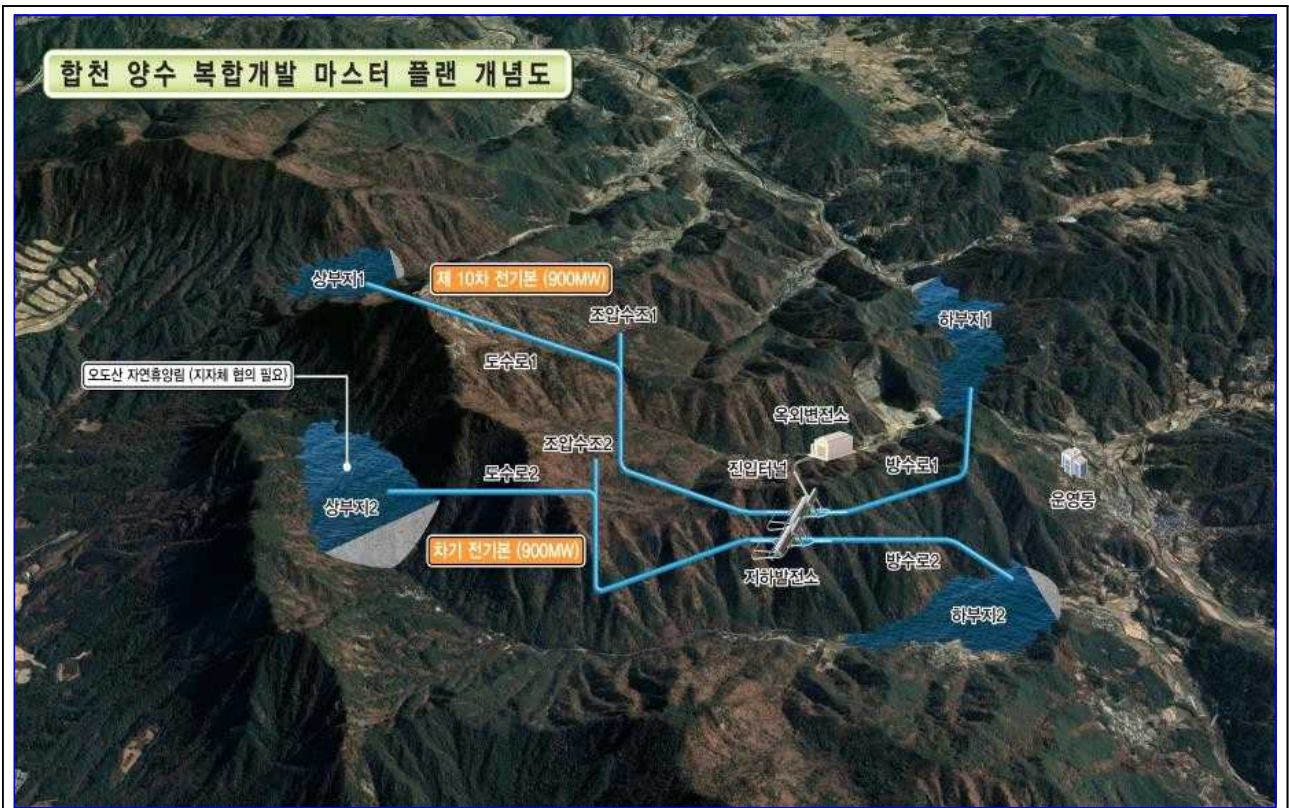 합천 양수 복합개발 마스터 플랜 개념도
상부지1
제 10차 전기본 (900MW)
조압수조1
하부지1
도수로1
오도산 자연휴양림 (지자체 협의 필요)
옥외변전소
조압수조2
진입터널
방수로1
도수로2
운영동
상부지2
차기 전기본 (900MW)
지하발전소
방수로2
하부지2